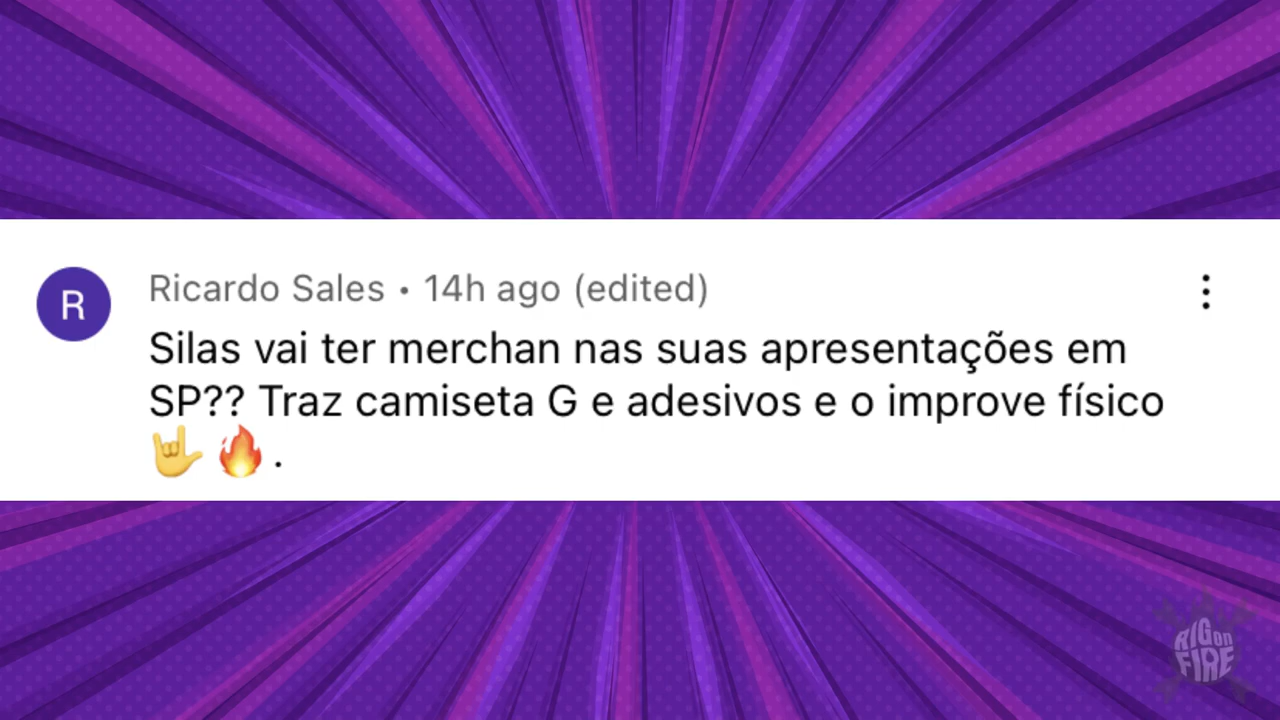 R
Ricardo Sales • 14h ago (edited)
Silas vai ter merchan nas suas apresentações em
SP?? Traz camiseta G e adesivos e o improve físico
🤟 🔥 .
RIG on
FIRE